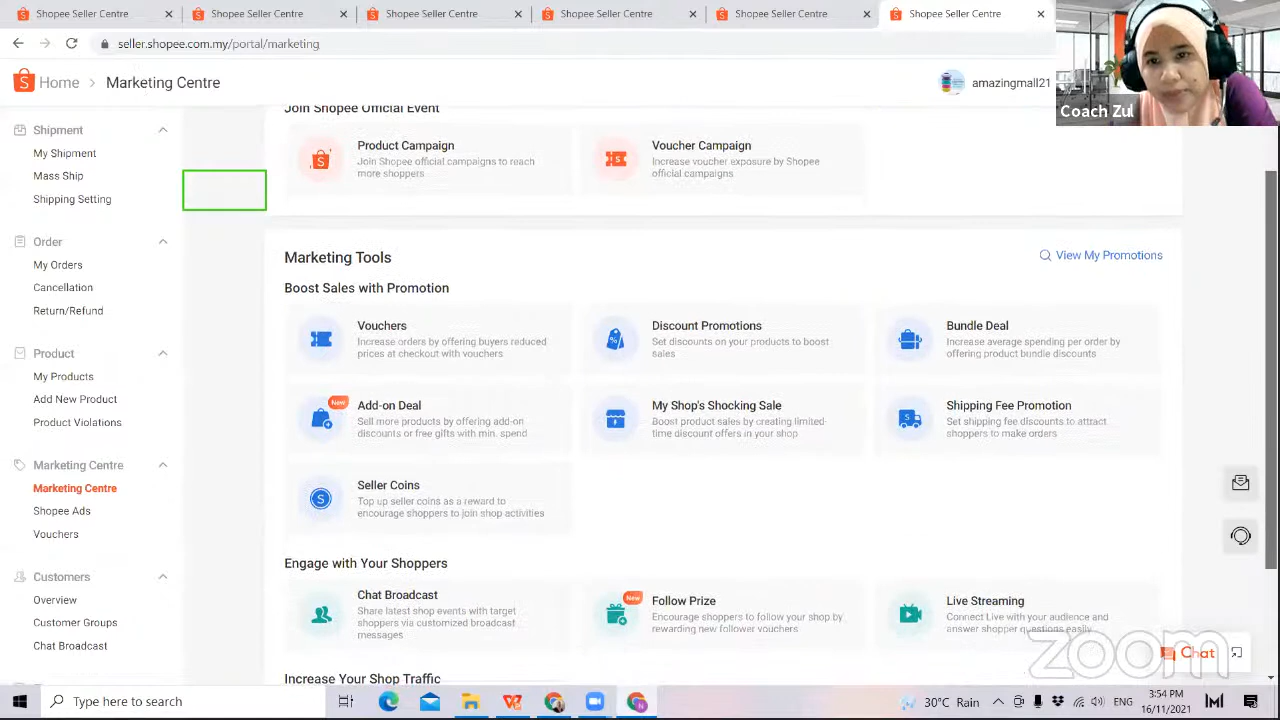 Shopee Seller Centre
Shopee Seller Centre
Shopee Seller Centre
Shopee Seller Centre
Shopee Seller Centre
Shopee Seller Centre
seller.shopee.com.my/portal/marketing
Home > Marketing Centre
amazingmall21
Coach Zul
Shipment
My Shipment
Mass Ship
Shipping Setting
Order
My Orders
Cancellation
Return/Refund
Product
My Products
Add New Product
Product Violations
Marketing Centre
Marketing Centre
Shopee Ads
Vouchers
Customers
Overview
Customer Groups
Chat Broadcast
Join Shopee Official Event
Product Campaign
Join Shopee official campaigns to reach
more shoppers
Voucher Campaign
Increase voucher exposure by Shopee
official campaigns
Marketing Tools
View My Promotions
Boost Sales with Promotion
Vouchers
Increase orders by offering buyers reduced
prices at checkout with vouchers
Discount Promotions
Set discounts on your products to boost
sales
Bundle Deal
Increase average spending per order by
offering product bundle discounts
New
Add-on Deal
Sell more products by offering add-on
discounts or free gifts with min. spend
My Shop's Shocking Sale
Boost product sales by creating limited-
time discount offers in your shop
Shipping Fee Promotion
Set shipping fee discounts to attract
shoppers to make orders
Seller Coins
Top up seller coins as a reward to
encourage shoppers to join shop activities
Engage with Your Shoppers
Chat Broadcast
Share latest shop events with target
shoppers via customized broadcast
messages
New
Follow Prize
Encourage shoppers to follow your shop by
rewarding new follower vouchers
Live Streaming
Connect Live with your audience and
answer shopper questions easily
Increase Your Shop Traffic
Chat
zoom
Type here to search
30°C Rain
ENG
3:54 PM
16/11/2021